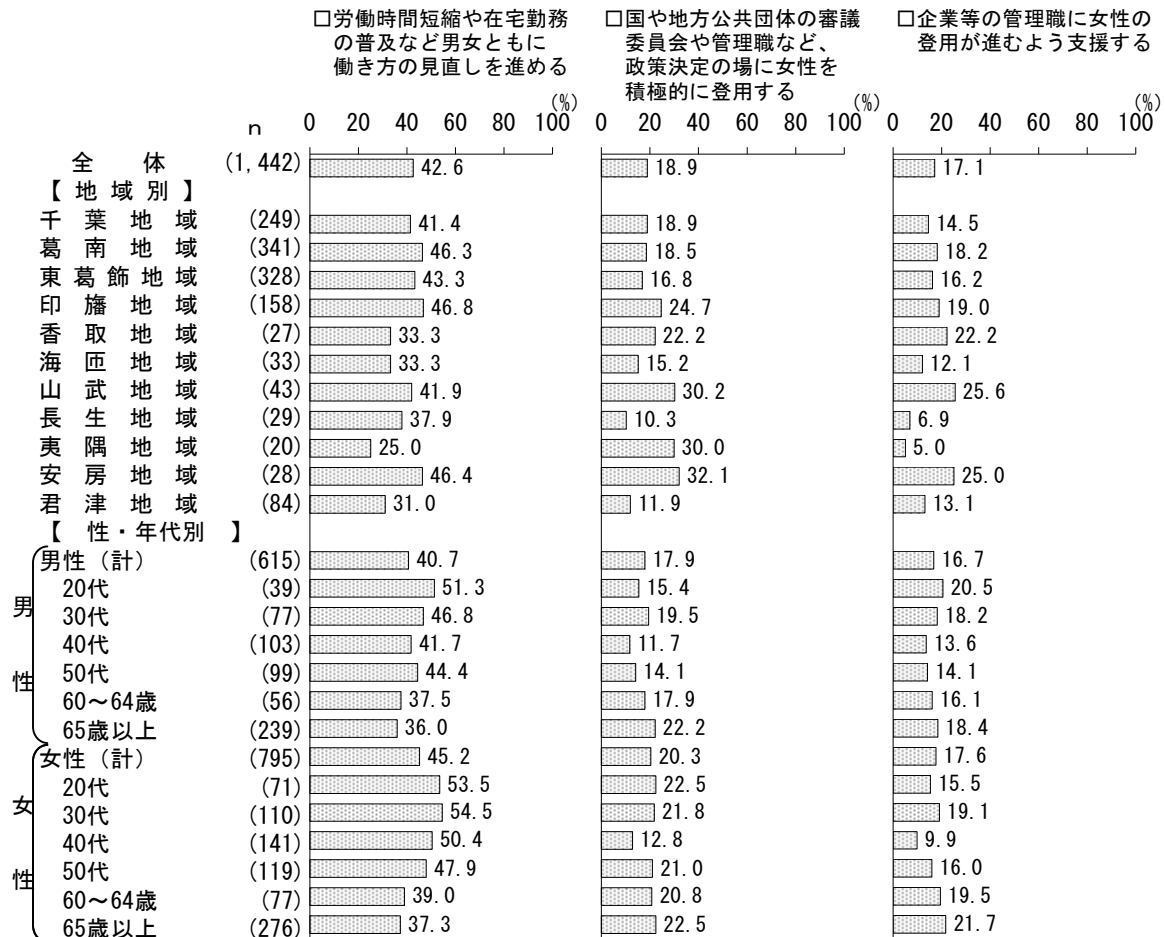 □労働時間短縮や在宅勤務
の普及など男女ともに
働き方の見直しを進める
□国や地方公共団体の審議
委員会や管理職など、
政策決定の場に女性を
積極的に登用する
□企業等の管理職に女性の
登用が進むよう支援する
(%) (%) (%)
n 0 20 40 60 80 100 0 20 40 60 80 100 0 20 40 60 80 100
全体 (1,442) 42.6 18.9 17.1
【地域別】
千葉地域 (249) 41.4 18.9 14.5
葛南地域 (341) 46.3 18.5 18.2
東葛飾地域 (328) 43.3 16.8 16.2
印旛地域 (158) 46.8 24.7 19.0
香取地域 (27) 33.3 22.2 22.2
海匝地域 (33) 33.3 15.2 12.1
山武地域 (43) 41.9 30.2 25.6
長生地域 (29) 37.9 10.3 6.9
夷隅地域 (20) 25.0 30.0 5.0
安房地域 (28) 46.4 32.1 25.0
君津地域 (84) 31.0 11.9 13.1
【性・年代別】
男性
男性（計） (615) 40.7 17.9 16.7
20代 (39) 51.3 15.4 20.5
30代 (77) 46.8 19.5 18.2
40代 (103) 41.7 11.7 13.6
50代 (99) 44.4 14.1 14.1
60～64歳 (56) 37.5 17.9 16.1
65歳以上 (239) 36.0 22.2 18.4
女性
女性（計） (795) 45.2 20.3 17.6
20代 (71) 53.5 22.5 15.5
30代 (110) 54.5 21.8 19.1
40代 (141) 50.4 12.8 9.9
50代 (119) 47.9 21.0 16.0
60～64歳 (77) 39.0 20.8 19.5
65歳以上 (276) 37.3 22.5 21.7